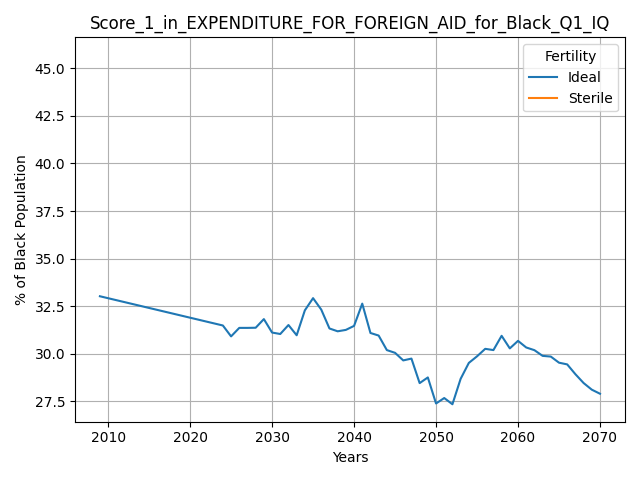 Score_1_in_EXPENDITURE_FOR_FOREIGN_AID_for_Black_Q1_IQ
Fertility
Ideal
Sterile
45.0
42.5
40.0
37.5
35.0
32.5
30.0
27.5
% of Black Population
2010 2020 2030 2040 2050 2060 2070
Years